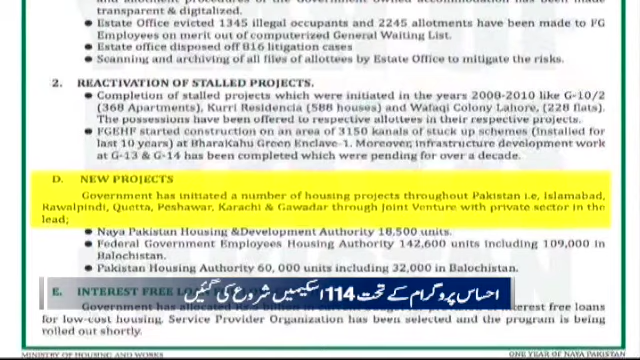 transparent & digitalized.
Estate Office evicted 1345 illegal occupants and 2245 allotments have been made to FG
Employees on merit out of computerized General Waiting List.
Estate office disposed off 816 litigation cases
Scanning and archiving of all files of allottees by Estate Office to mitigate the risks.
2. REACTIVATION OF STALLED PROJECTS.
Completion of stalled projects which were initiated in the years 2008-2010 like G-10/2
(368 Apartments), Kurri Residencia (588 houses) and Wafaqi Colony Lahore, (228 flats).
The possessions have been offered to respective allottees in their respective projects.
FGEHF started construction on an area of 3150 kanals of stuck up schemes (Installed for
last 10 years) at BharaKahu Green Enclave-1. Moreover, infrastructure development work
at G-13 & G-14 has been completed which were pending for over a decade.
D. NEW PROJECTS
Government has initiated a number of housing projects throughout Pakistan i.e, Islamabad,
Rawalpindi, Quetta, Peshawar, Karachi & Gawadar through Joint Venture with private sector in the
lead;
Naya Pakistan Housing &Development Authority 18,500 units.
Federal Government Employees Housing Authority 142,600 units including 109,000 in
Balochistan.
Pakistan Housing Authority 60,000 units including 32,000 in Balochistan.
احساس پروگرام کے تحت 114 اسکیمیں شروع کی گئیں
E. INTEREST FREE
Government has allocated in interest free loans
for low-cost housing. Service Provider Organization has been selected and the program is being
rolled out shortly.
MINISTRY OF HOUSING AND WORKS
ONE YEAR OF NAYA PAKISTAN